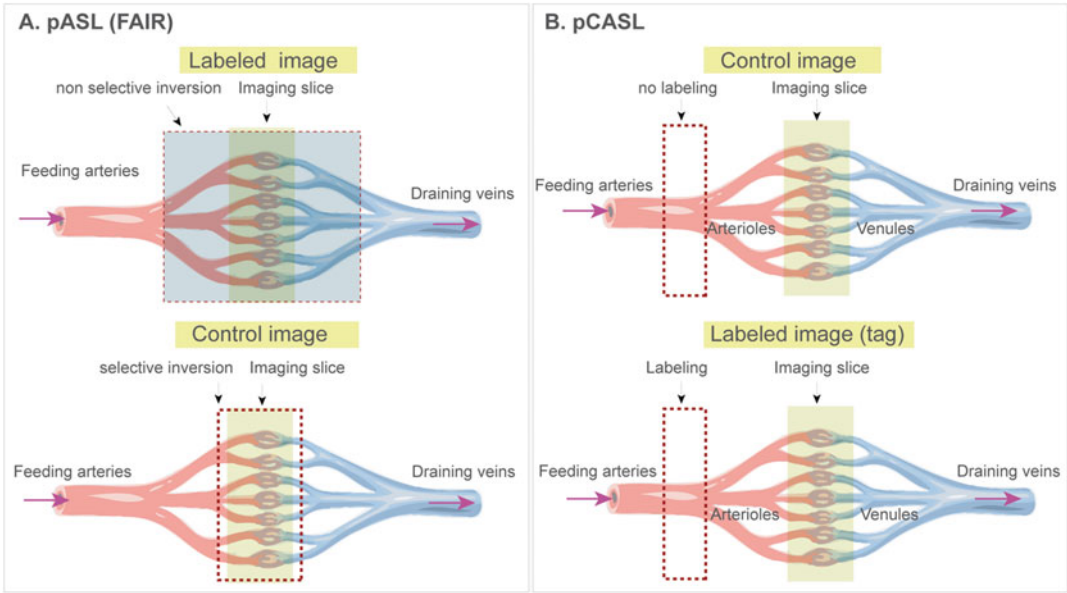 A. pASL (FAIR)
Labeled image
non selective inversion
Imaging slice
Feeding arteries
Draining veins
Control image
selective inversion
Imaging slice
Feeding arteries
Draining veins
B. pCASL
Control image
no labeling
Imaging slice
Feeding arteries
Draining veins
Arterioles
Venules
Labeled image (tag)
Labeling
Imaging slice
Feeding arteries
Draining veins
Arterioles
Venules